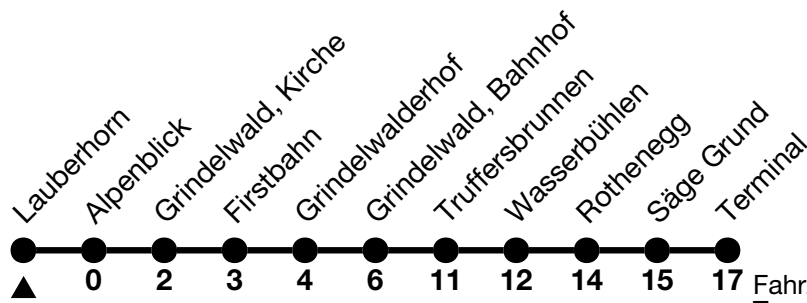 Lauberhorn
Alpenblick
Grindelwald, Kirche
Firstbahn
Grindelwalderhof
Grindelwald, Bahnhof
Truffersbrunnen
Wasserbühlen
Rothenegg
Säge Grund
Terminal
0 2 3 4 6 11 12 14 15 17 Fahr